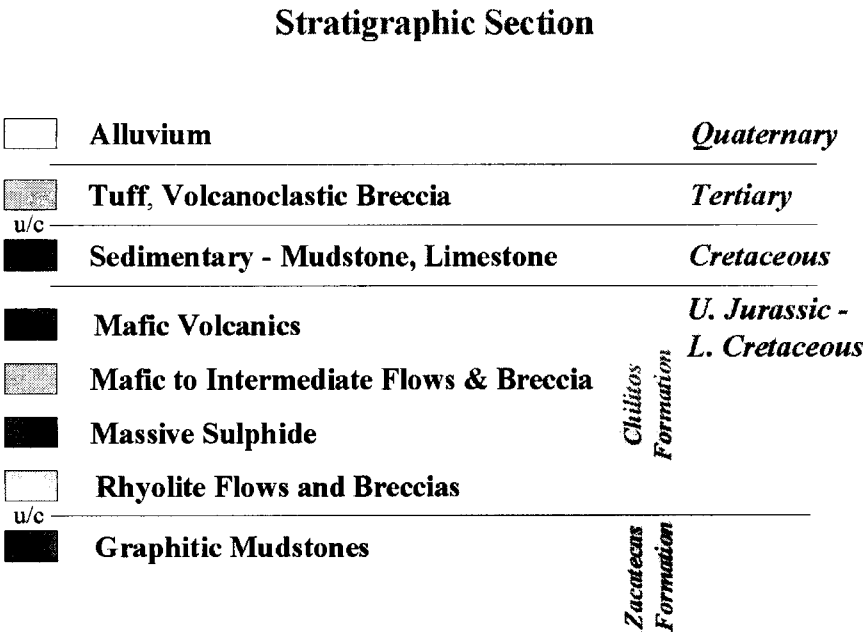 Stratigraphic Section
Alluvium
Quaternary
Tuff, Volcanoclastic Breccia
Tertiary
u/c
Sedimentary - Mudstone, Limestone
Cretaceous
Mafic Volcanics
U. Jurassic -
L. Cretaceous
Mafic to Intermediate Flows & Breccia
Massive Sulphide
Rhyolite Flows and Breccias
Chilitos
Formation
u/c
Graphitic Mudstones
Zacatecas
Formation